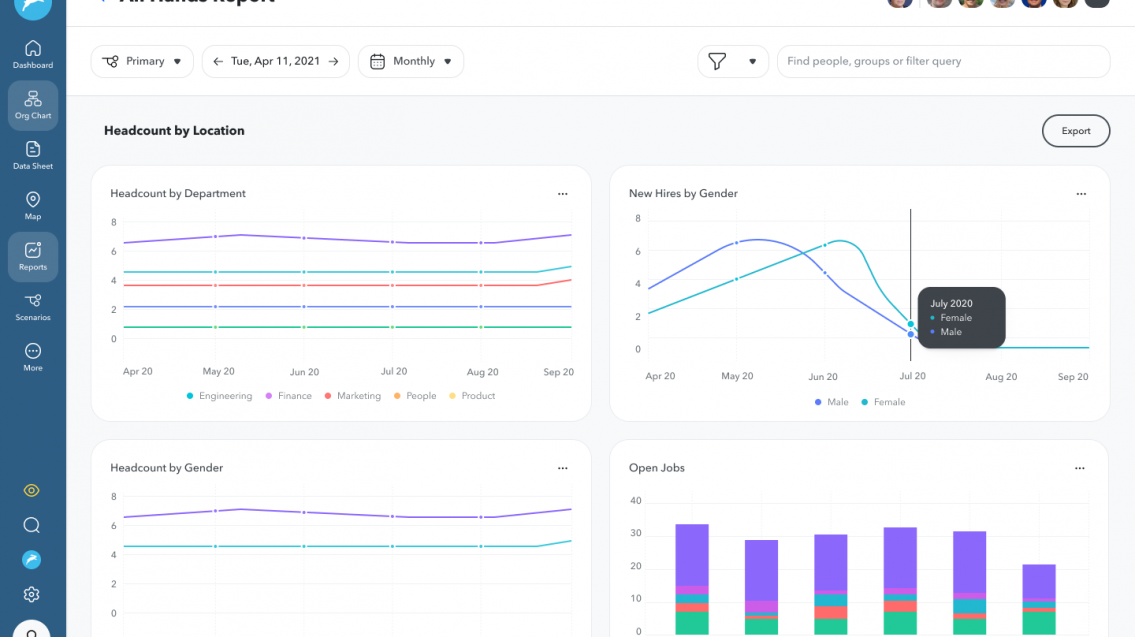 All Hands Report
Dashboard
Org Chart
Data Sheet
Map
Reports
Scenarios
More
Primary
Tue, Apr 11, 2021
Monthly
Find people, groups or filter query
Headcount by Location
Export
Headcount by Department
8
6
4
2
0
Apr 20 May 20 Jun 20 Jul 20 Aug 20 Sep 20
Engineering Finance Marketing People Product
New Hires by Gender
8
6
4
2
0
July 2020
Female
Male
Apr 20 May 20 Jun 20 Jul 20 Aug 20 Sep 20
Male Female
Headcount by Gender
8
6
4
2
0
Open Jobs
40
30
20
10
0